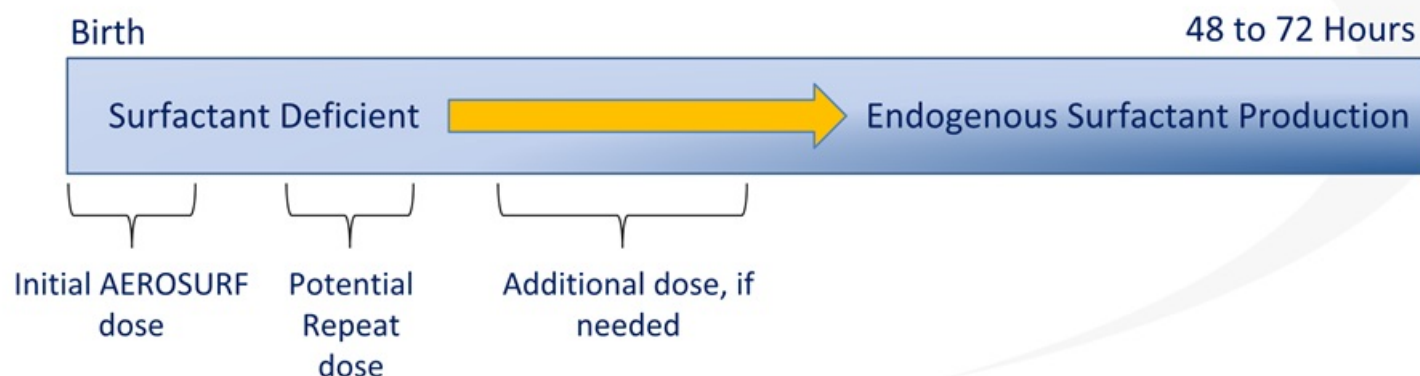 Birth
48 to 72 Hours
Surfactant Deficient
Endogenous Surfactant Production
Initial AEROSURF
dose
Potential
Repeat
dose
Additional dose, if
needed